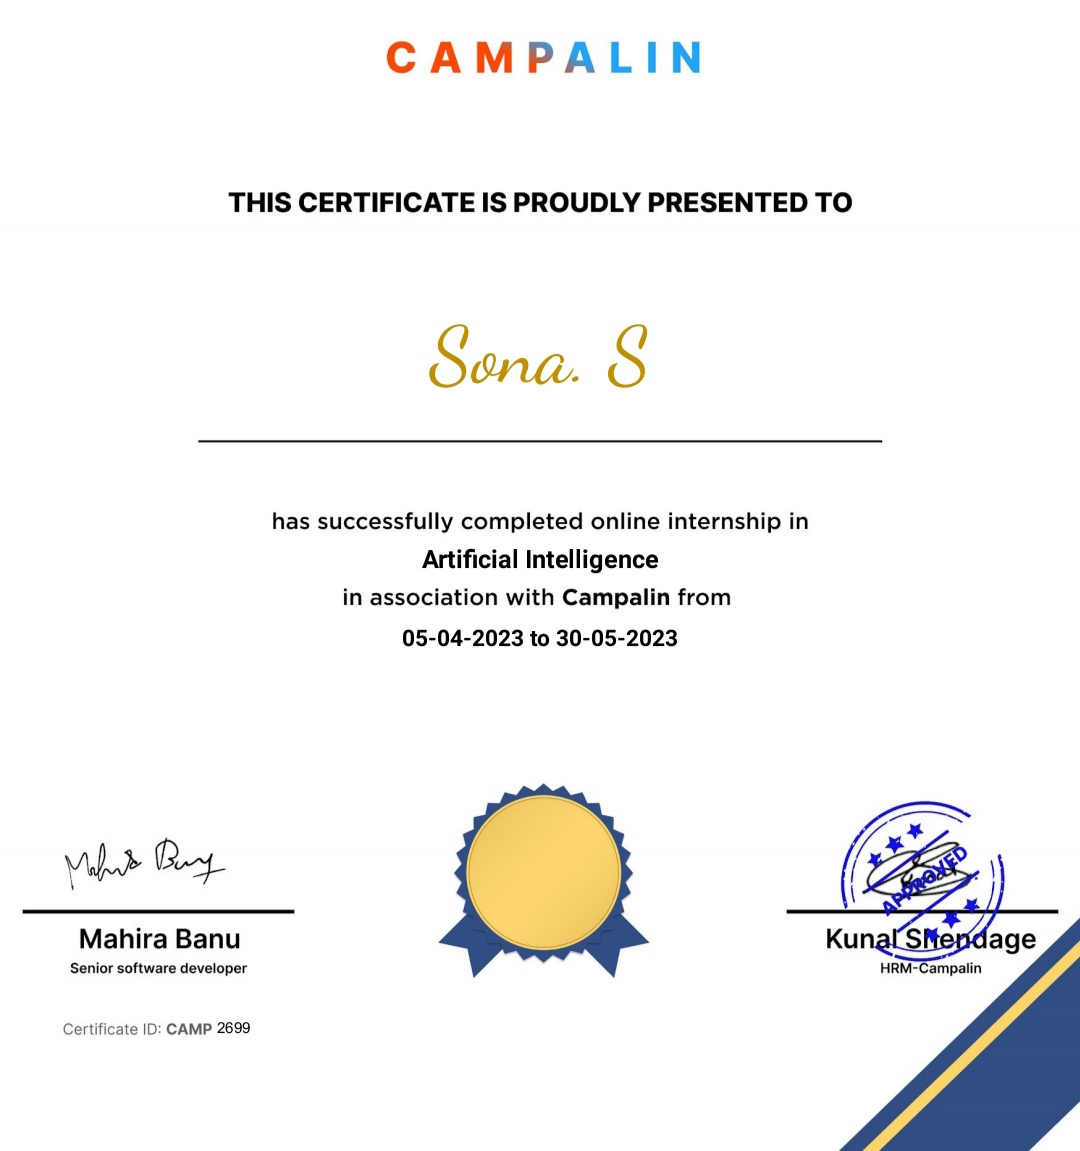 CAMPALIN
THIS CERTIFICATE IS PROUDLY PRESENTED TO
Sona. S
has successfully completed online internship in
Artificial Intelligence
in association with Campalin from
05-04-2023 to 30-05-2023
Mahira Banu
Mahira Banu
Senior software developer
APPROVED
Kunal Shendage
HRM-Campalin
Certificate ID: CAMP 2699